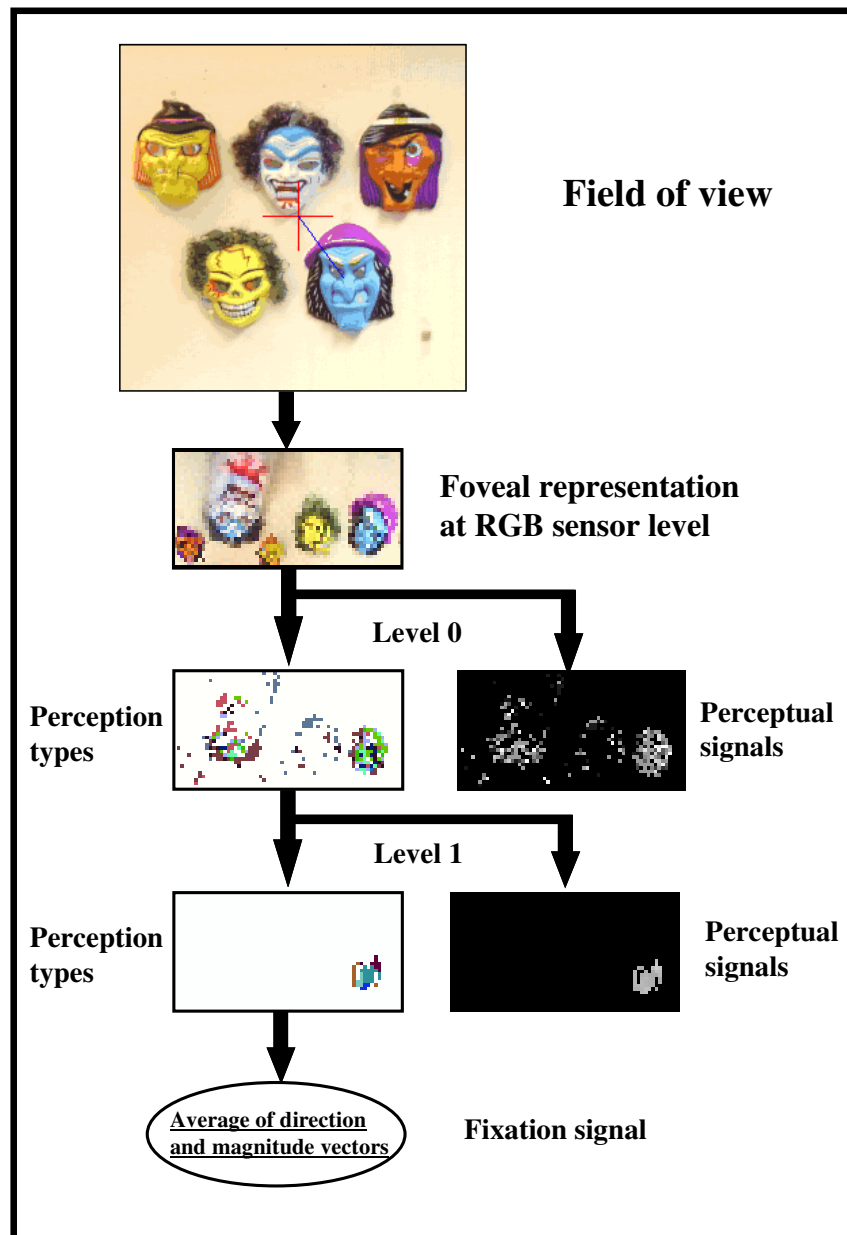 Field of view
Foveal representation
at RGB sensor level
Level 0
Perception
types
Perceptual
signals
Level 1
Perception
types
Perceptual
signals
Average of direction
and magnitude vectors
Fixation signal